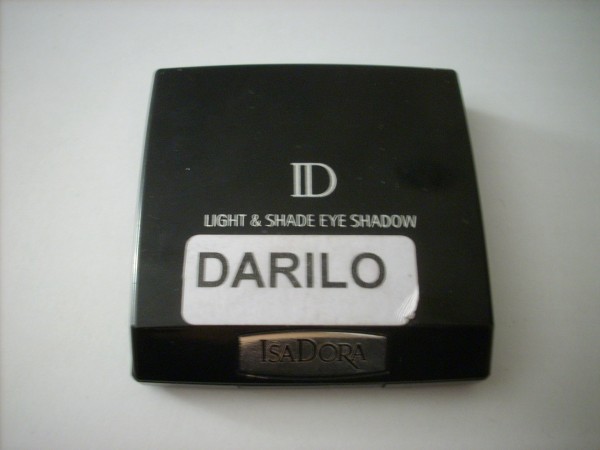 ID
LIGHT & SHADE EYE SHADOW
DARILO
ISADORA